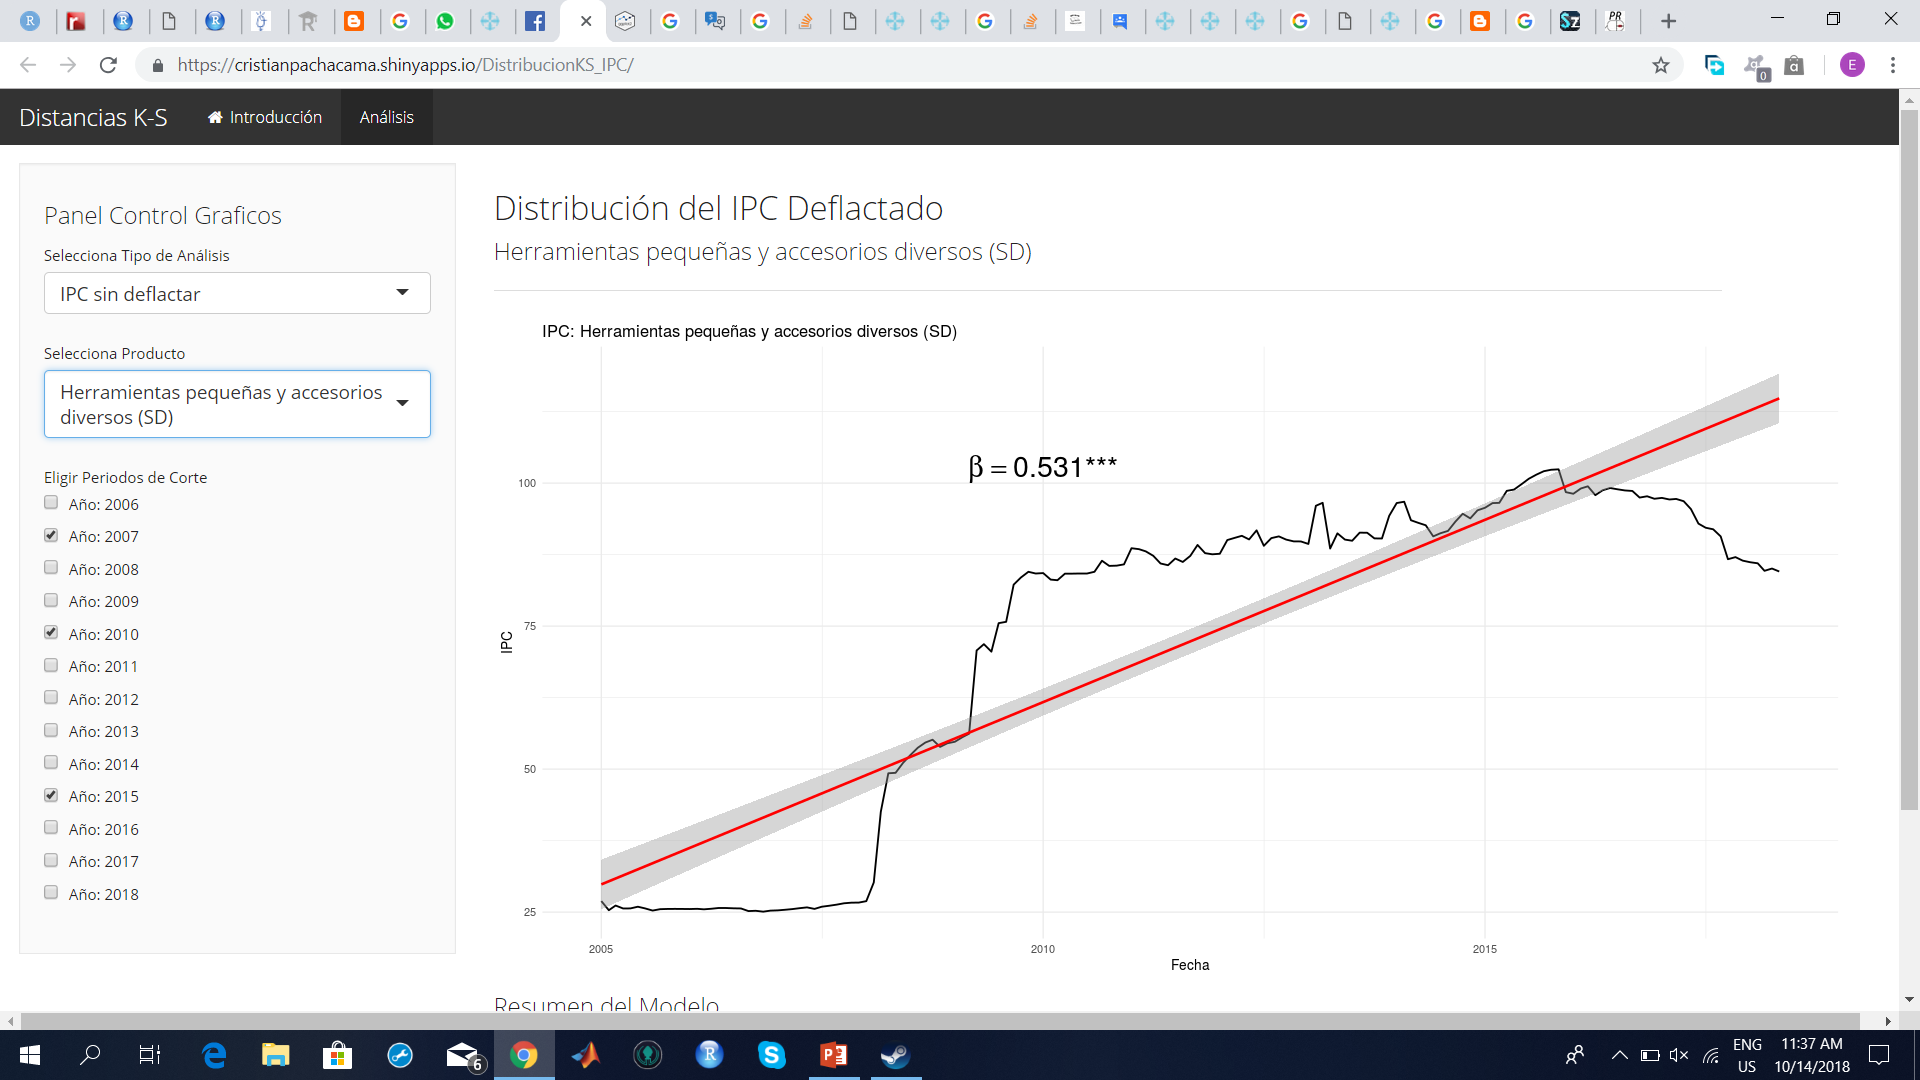 https://cristianpachacama.shinyapps.io/DistribucionKS_IPC/
0
E
Distancias K-S
Introducción
Análisis
Panel Control Graficos
Selecciona Tipo de Análisis
IPC sin deflactar
Selecciona Producto
Herramientas pequeñas y accesorios
diversos (SD)
Eligir Periodos de Corte
Año: 2006
Año: 2007
Año: 2008
Año: 2009
Año: 2010
Año: 2011
Año: 2012
Año: 2013
Año: 2014
Año: 2015
Año: 2016
Año: 2017
Año: 2018
Distribución del IPC Deflactado
Herramientas pequeñas y accesorios diversos (SD)
IPC: Herramientas pequeñas y accesorios diversos (SD)
β = 0.531***
100
75
50
25
IPC
2005
2010
2015
Fecha
Resumen del Modelo
6
ENG
US
11:37 AM
10/14/2018